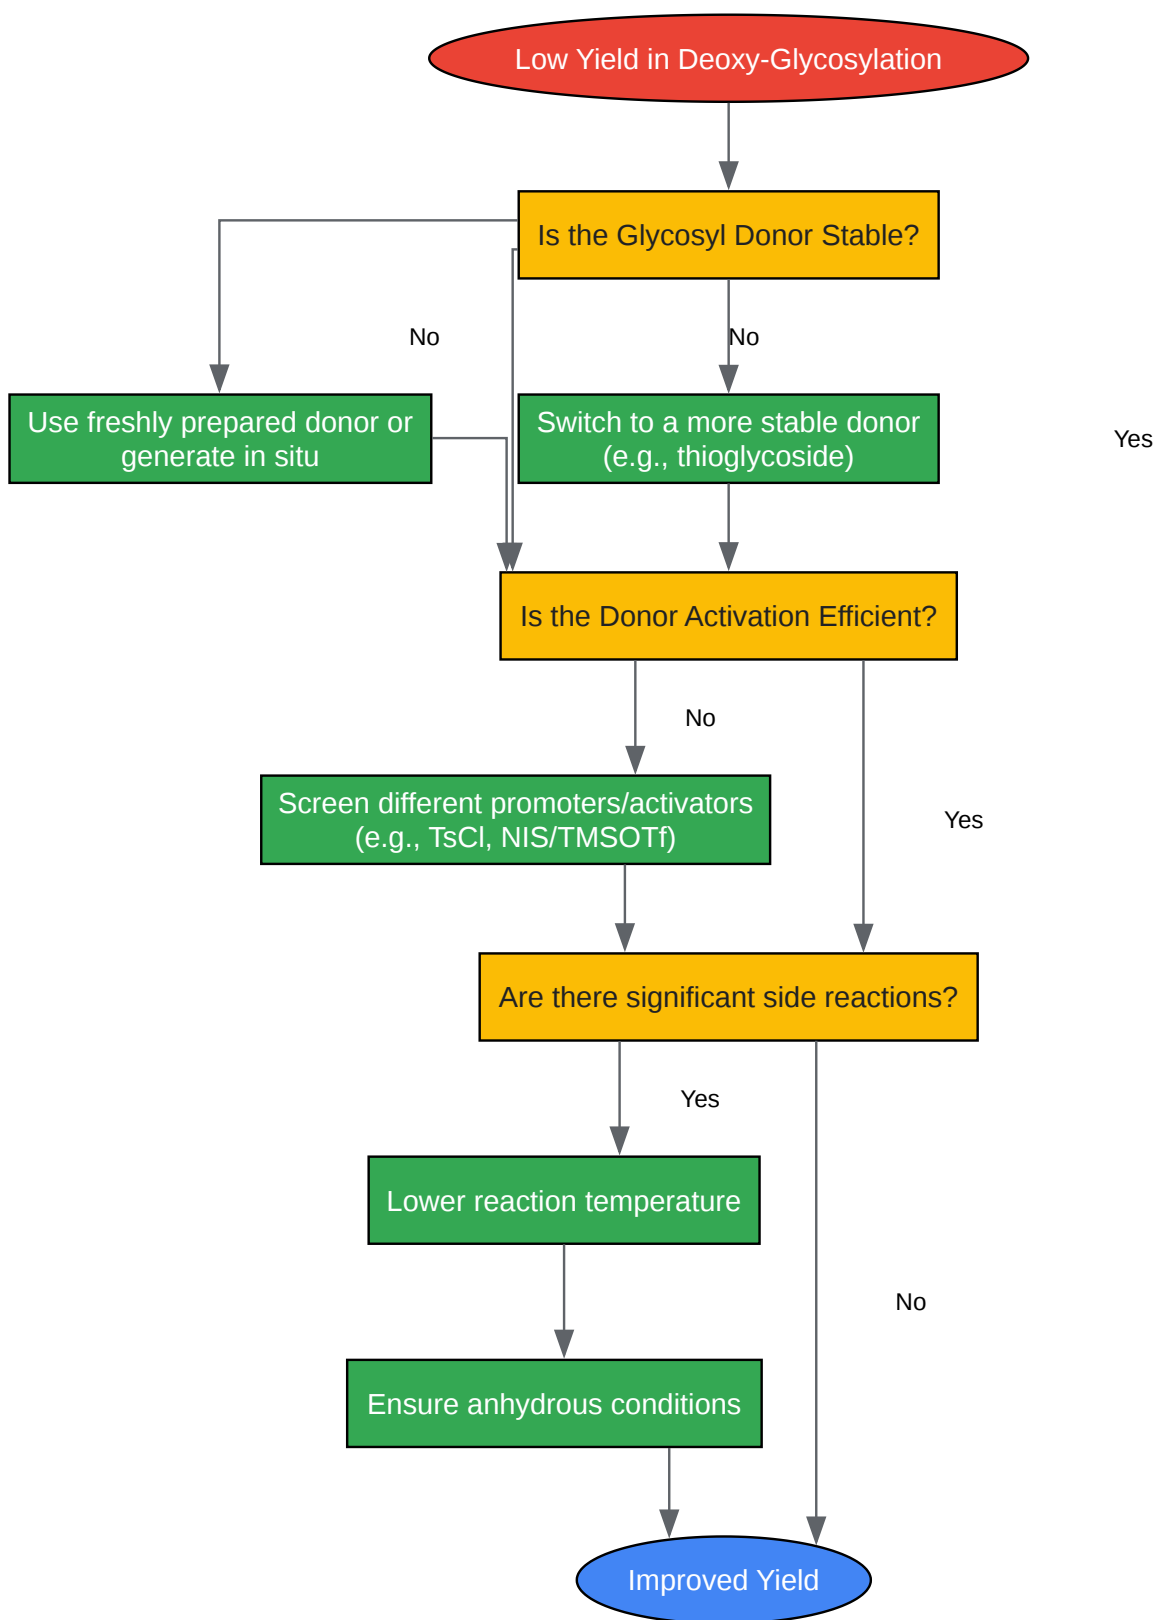 Low Yield in Deoxy-Glycosylation
Is the Glycosyl Donor Stable?
No
No
Use freshly prepared donor or
generate in situ
Switch to a more stable donor
(e.g., thioglycoside)
Yes
Is the Donor Activation Efficient?
No
Screen different promoters/activators
(e.g., TsCl, NIS/TMSOTf)
Yes
Are there significant side reactions?
Yes
Lower reaction temperature
No
Ensure anhydrous conditions
Improved Yield